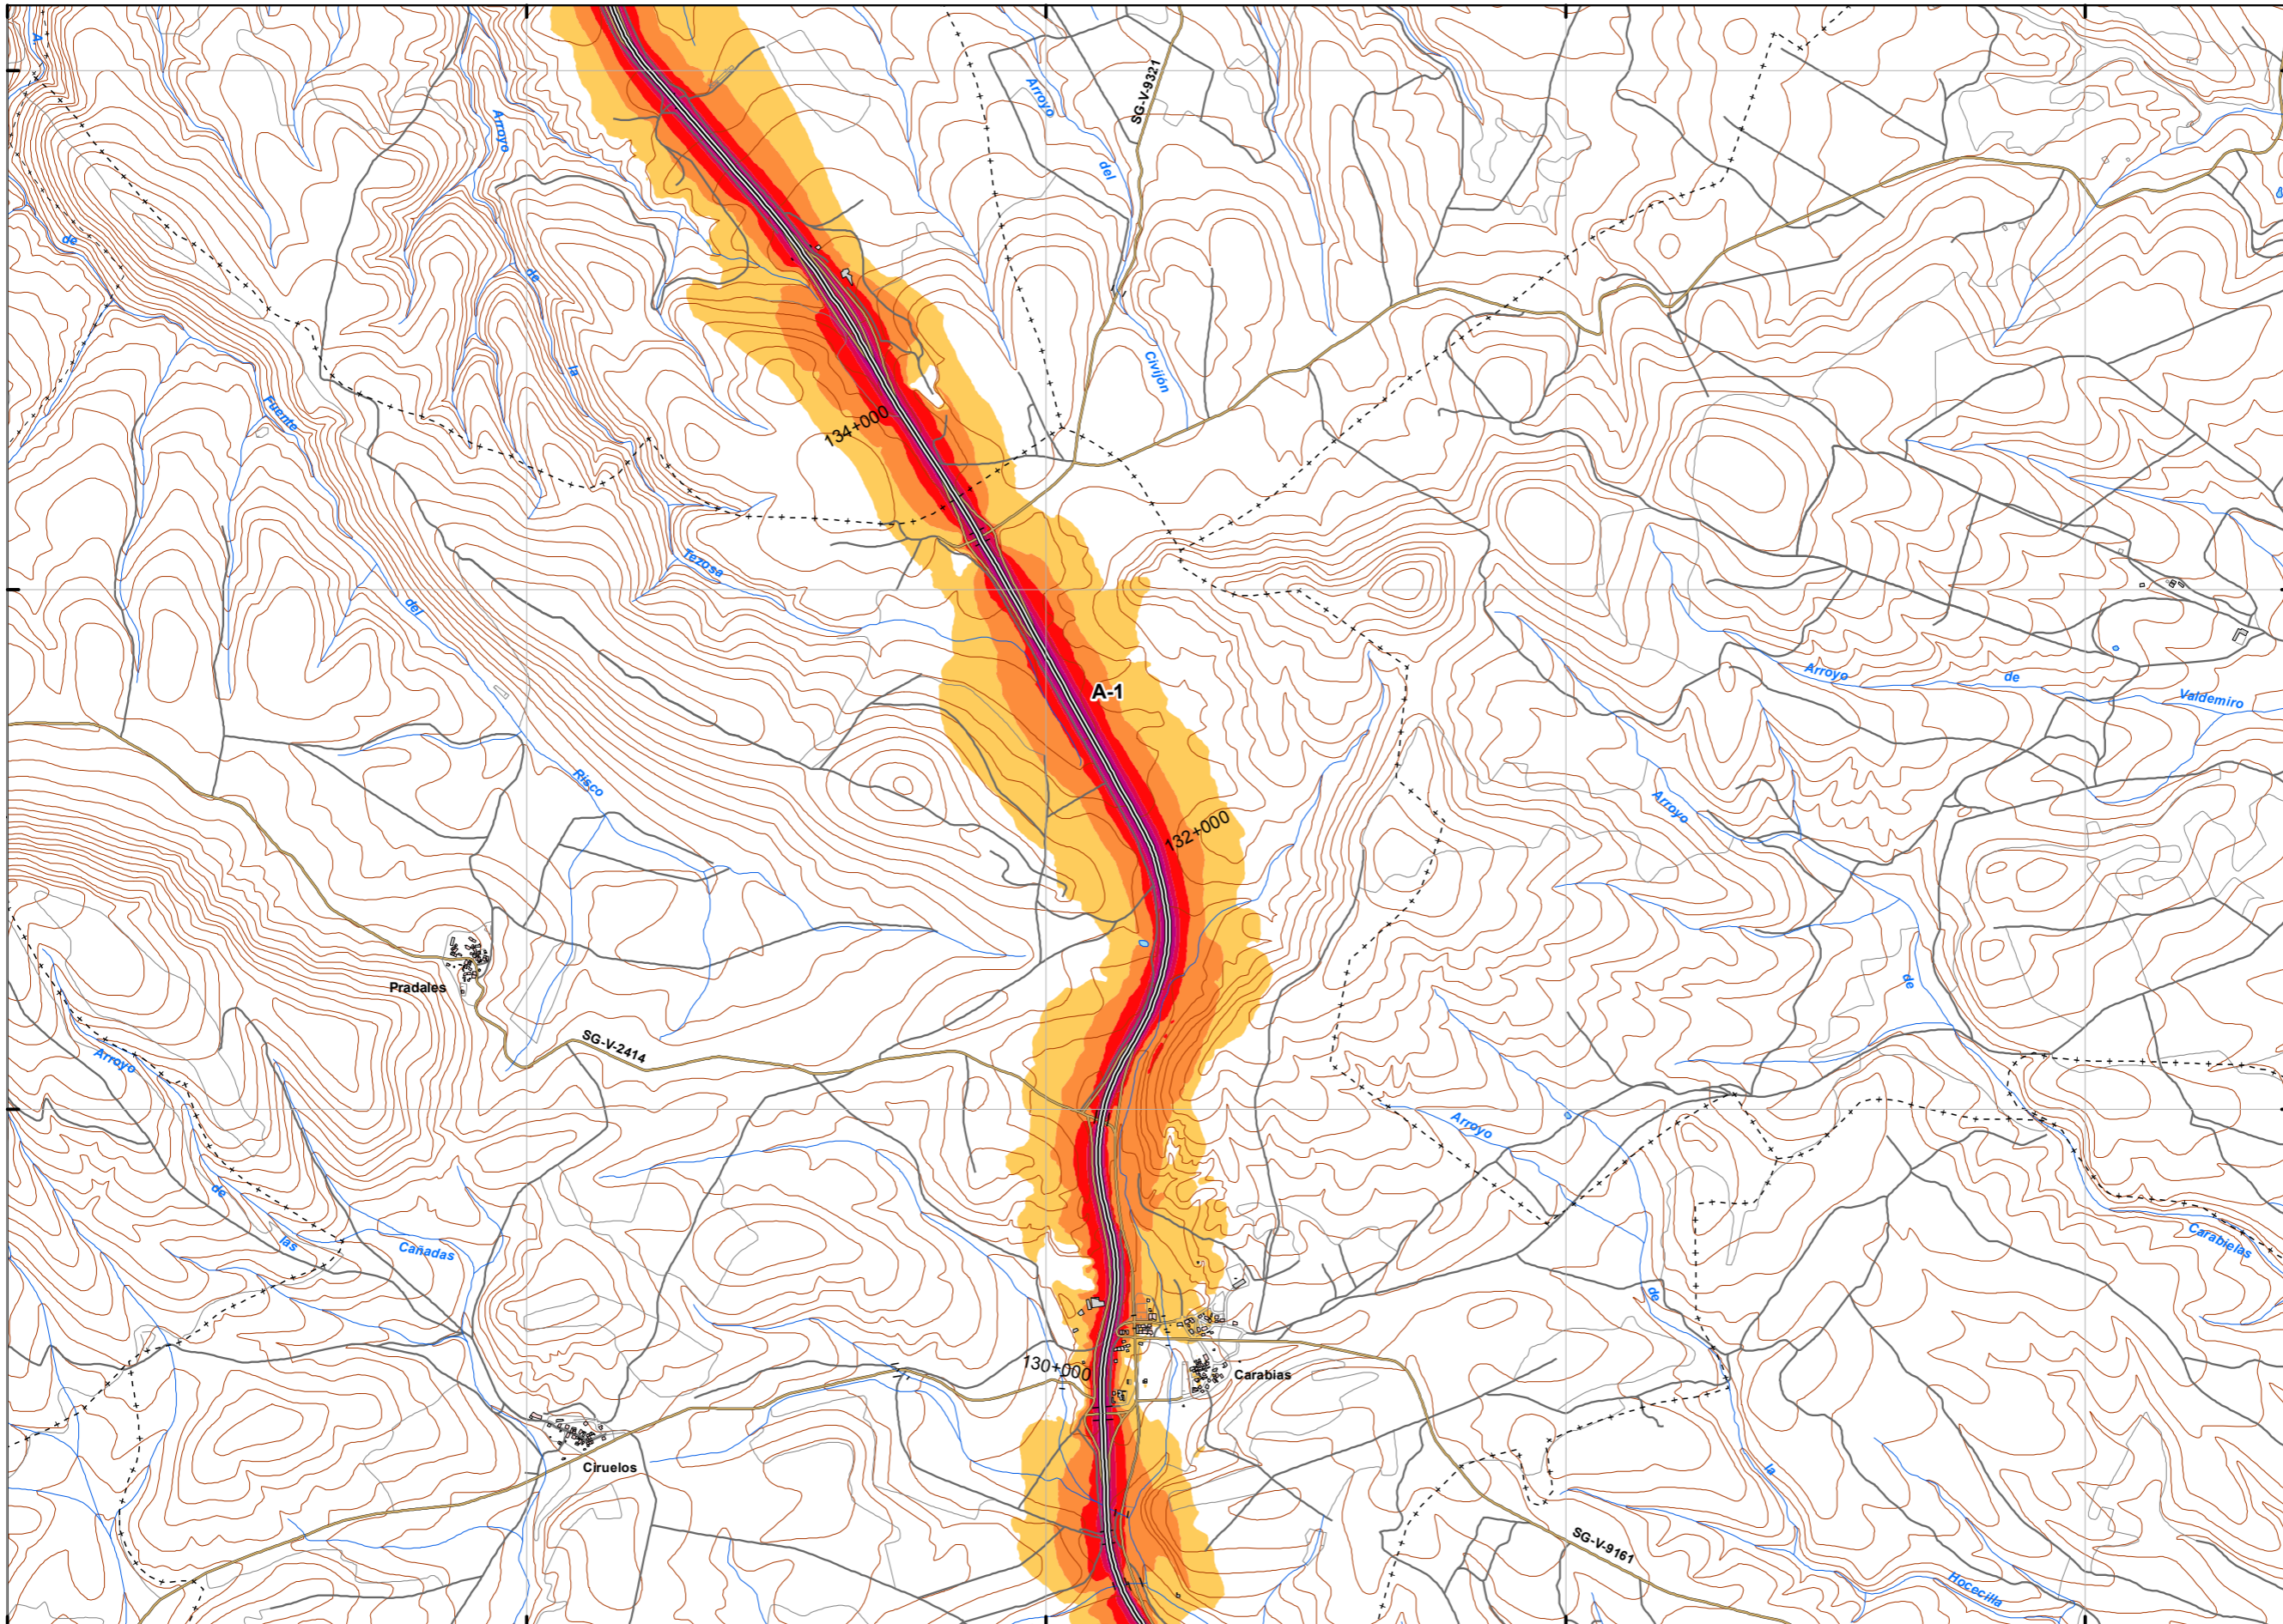 A
de
Fuente
del
Risco
Arroyo
de
la
Tezosa
Arroyo
del
Civijón
SG-V-9321
134+000
A-1
132+000
Arroyo
de
Valdemiro
Arroyo
de
Carabielas
Pradales
SG-V-2414
Arroyo
de
las
Cañadas
Arroyo
de
la
Hocecilla
130+000
Carabias
Ciruelos
SG-V-9161